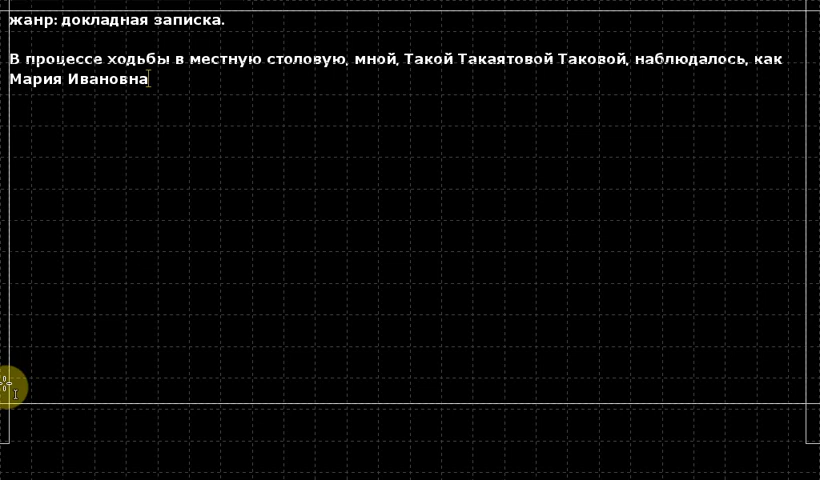 жанр: докладная записка.
В процессе ходьбы в местную столовую, мной, Такой Такаятовой Таковой, наблюдалось, как
Мария Ивановна